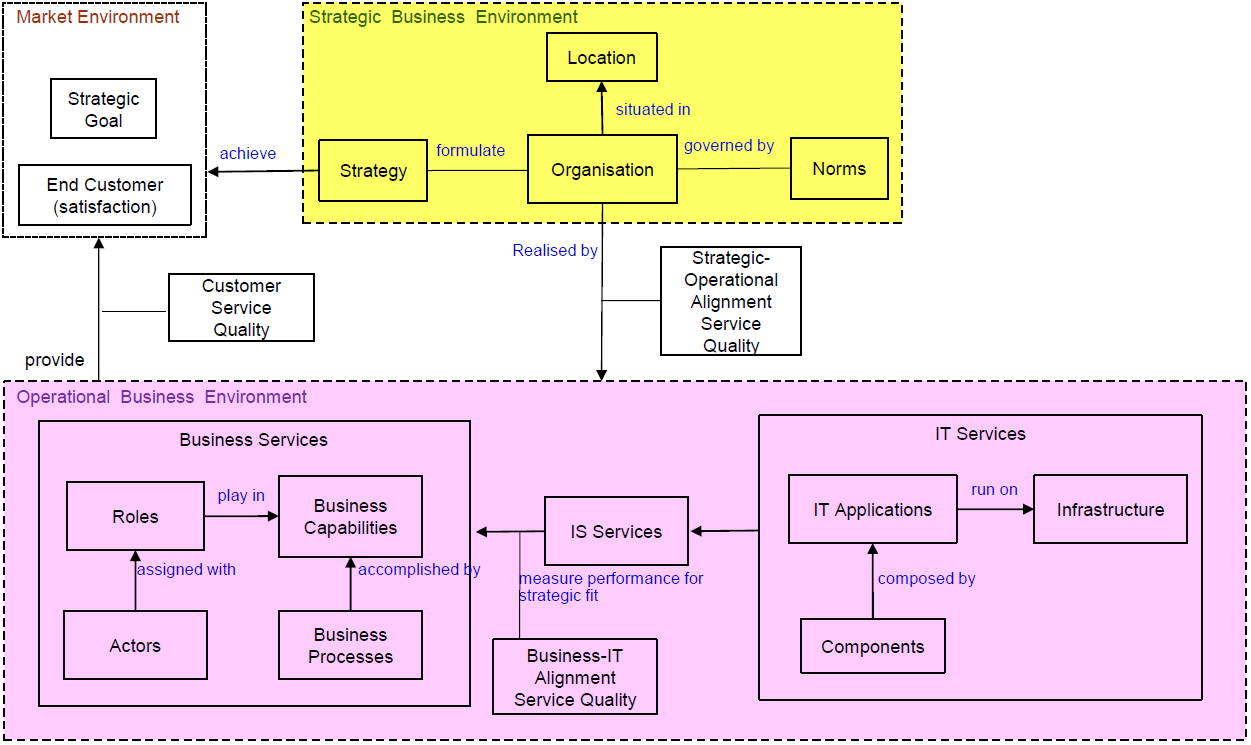 Market Environment
Strategic
Goal
End Customer
(satisfaction)
achieve
Strategic Business Environment
Location
situated in
Strategy
formulate
Organisation
governed by
Norms
Realised by
Strategic-
Operational
Alignment
Service
Quality
Customer
Service
Quality
provide
Operational Business Environment
Business Services
Roles
play in
Business
Capabilities
assigned with
accomplished by
Actors
Business
Processes
IS Services
measure performance for
strategic fit
Business-IT
Alignment
Service Quality
IT Services
IT Applications
run on
Infrastructure
composed by
Components